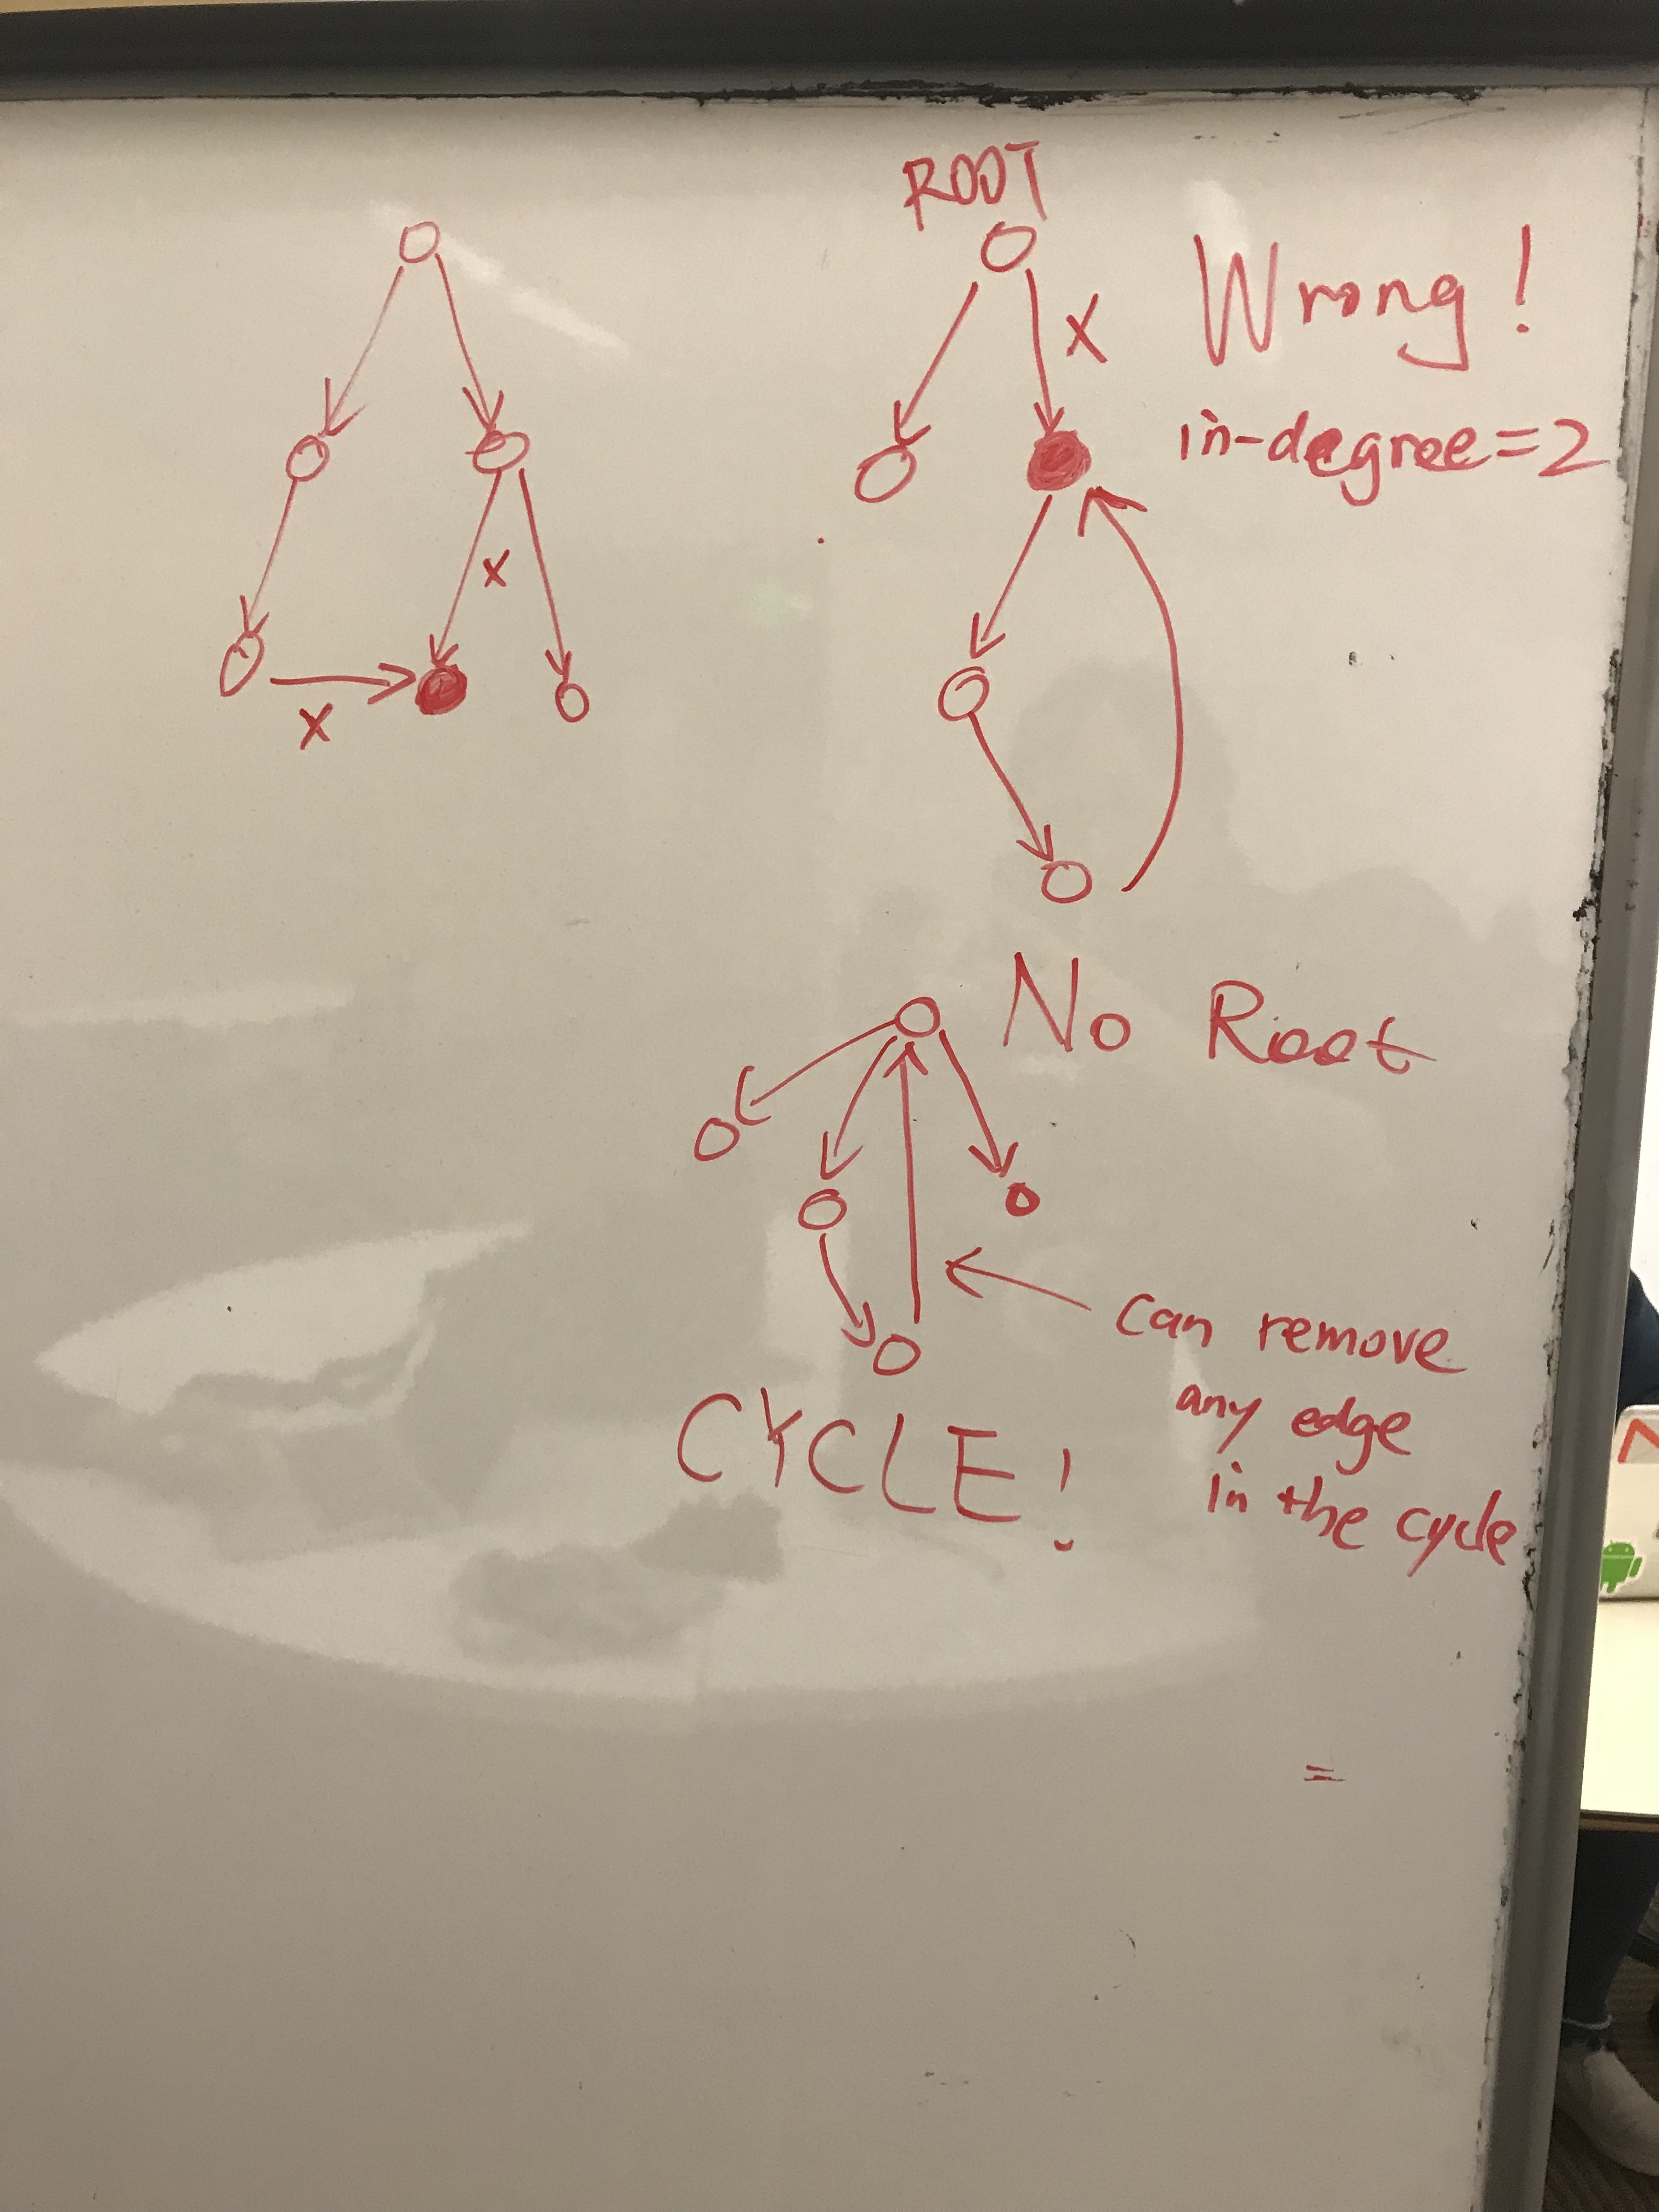 ROOT
X
Wrong!
in-degree=2
X
X
No Root
can remove
any edge
in the cycle
CYCLE!
=